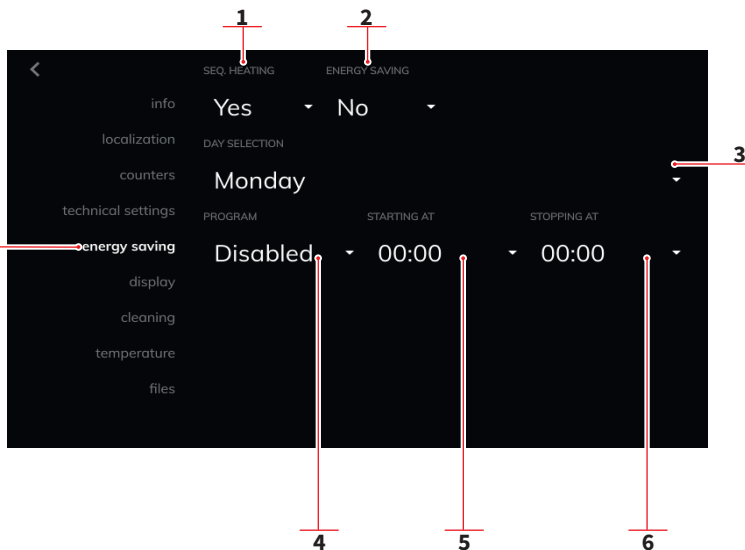 1 2
SEQ. HEATING ENERGY SAVING
info Yes No
localization DAY SELECTION
3
counters Monday
technical settings PROGRAM STARTING AT STOPPING AT
energy saving Disabled 00:00 00:00
display
cleaning
temperature
files
4 5 6